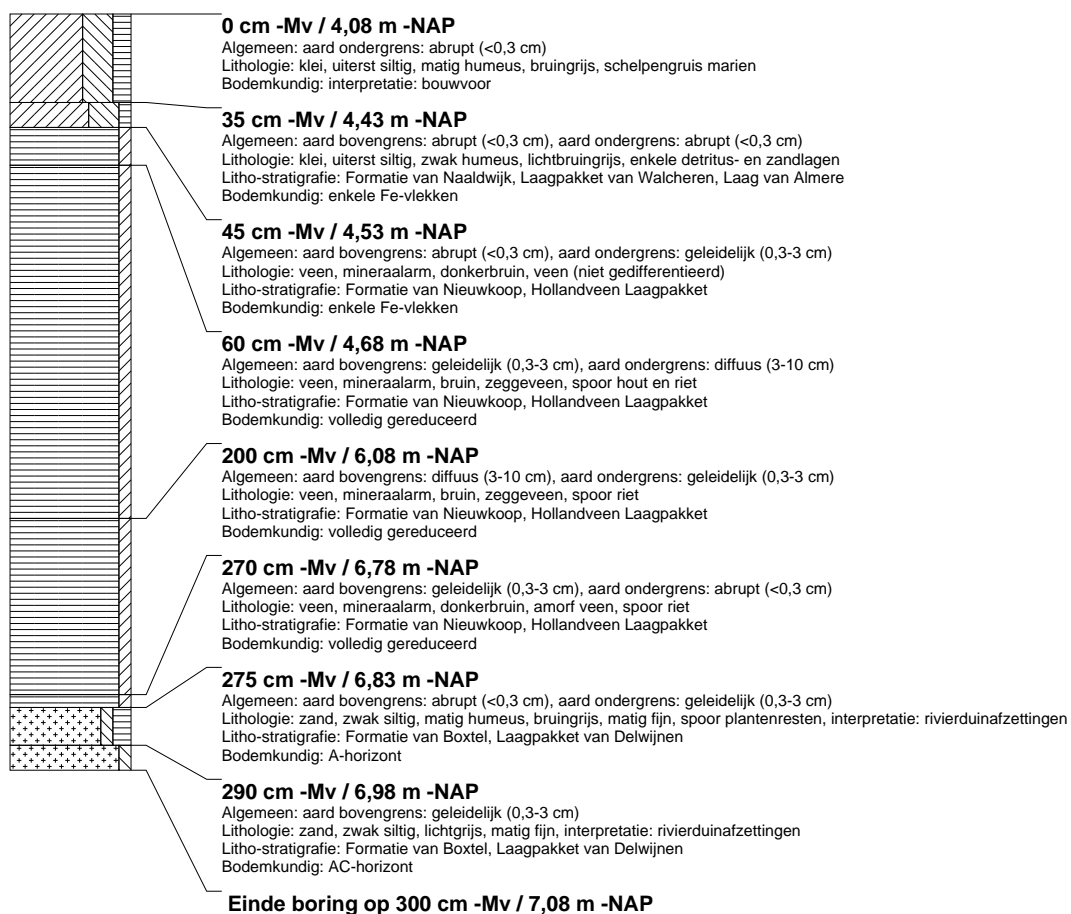 0 cm -Mv / 4,08 m -NAP
Algemeen: aard ondergrens: abrupt (<0,3 cm)
Lithologie: klei, uiterst siltig, matig humeus, bruingrijs, schelpengruis marien
Bodemkundig: interpretatie: bouwvoor
35 cm -Mv / 4,43 m -NAP
Algemeen: aard bovengrens: abrupt (<0,3 cm), aard ondergrens: abrupt (<0,3 cm)
Lithologie: klei, uiterst siltig, zwak humeus, lichtbruingrijs, enkele detritus- en zandlagen
Litho-stratigrafie: Formatie van Naaldwijk, Laagpakket van Walcheren, Laag van Almere
Bodemkundig: enkele Fe-vlekken
45 cm -Mv / 4,53 m -NAP
Algemeen: aard bovengrens: abrupt (<0,3 cm), aard ondergrens: geleidelijk (0,3-3 cm)
Lithologie: veen, mineraalarm, donkerbruin, veen (niet gedifferentieerd)
Litho-stratigrafie: Formatie van Nieuwkoop, Hollandveen Laagpakket
Bodemkundig: enkele Fe-vlekken
60 cm -Mv / 4,68 m -NAP
Algemeen: aard bovengrens: geleidelijk (0,3-3 cm), aard ondergrens: diffuus (3-10 cm)
Lithologie: veen, mineraalarm, bruin, zeggeveen, spoor hout en riet
Litho-stratigrafie: Formatie van Nieuwkoop, Hollandveen Laagpakket
Bodemkundig: volledig gereduceerd
200 cm -Mv / 6,08 m -NAP
Algemeen: aard bovengrens: diffuus (3-10 cm), aard ondergrens: geleidelijk (0,3-3 cm)
Lithologie: veen, mineraalarm, bruin, zeggeveen, spoor riet
Litho-stratigrafie: Formatie van Nieuwkoop, Hollandveen Laagpakket
Bodemkundig: volledig gereduceerd
270 cm -Mv / 6,78 m -NAP
Algemeen: aard bovengrens: geleidelijk (0,3-3 cm), aard ondergrens: abrupt (<0,3 cm)
Lithologie: veen, mineraalarm, donkerbruin, amorf veen, spoor riet
Litho-stratigrafie: Formatie van Nieuwkoop, Hollandveen Laagpakket
Bodemkundig: volledig gereduceerd
275 cm -Mv / 6,83 m -NAP
Algemeen: aard bovengrens: abrupt (<0,3 cm), aard ondergrens: geleidelijk (0,3-3 cm)
Lithologie: zand, zwak siltig, matig humeus, bruingrijs, matig fijn, spoor plantenresten, interpretatie: rivierduinafzettingen
Litho-stratigrafie: Formatie van Boxtel, Laagpakket van Delwijnen
Bodemkundig: A-horizont
290 cm -Mv / 6,98 m -NAP
Algemeen: aard bovengrens: geleidelijk (0,3-3 cm)
Lithologie: zand, zwak siltig, lichtgrijs, matig fijn, interpretatie: rivierduinafzettingen
Litho-stratigrafie: Formatie van Boxtel, Laagpakket van Delwijnen
Bodemkundig: AC-horizont
Einde boring op 300 cm -Mv / 7,08 m -NAP